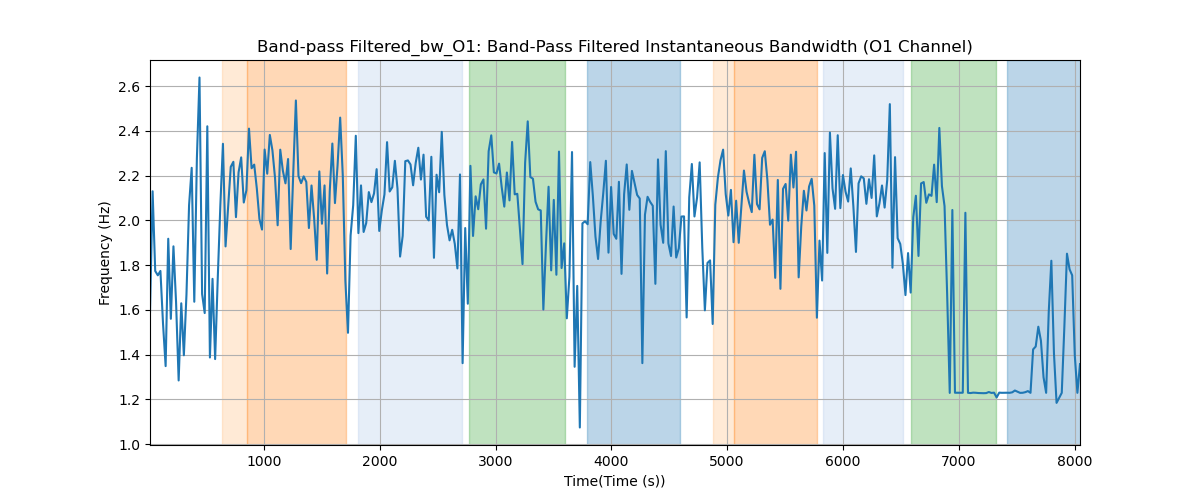 Band-pass Filtered_bw_O1: Band-Pass Filtered Instantaneous Bandwidth (O1 Channel)
Frequency (Hz)
2.6
2.4
2.2
2.0
1.8
1.6
1.4
1.2
1.0
1000 2000 3000 4000 5000 6000 7000 8000
Time(Time (s))